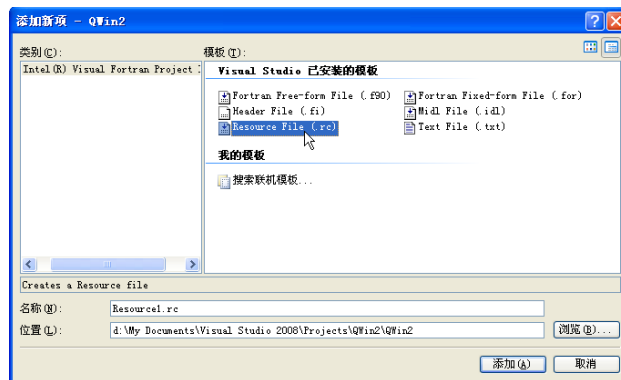 添加新项 - QWin2
类别(C):
模板(T):
Intel(R) Visual Fortran Project
Visual Studio 已安装的模板
Fortran Free-form File (.f90)
Fortran Fixed-form File (.for)
Header File (.fi)
Midl File (.idl)
Resource File (.rc)
Text File (.txt)
我的模板
搜索联机模板...
Creates a Resource file
名称(N):
Resource1.rc
位置(L):
d:\My Documents\Visual Studio 2008\Projects\QWin2\QWin2
浏览(B)...
添加(A)
取消